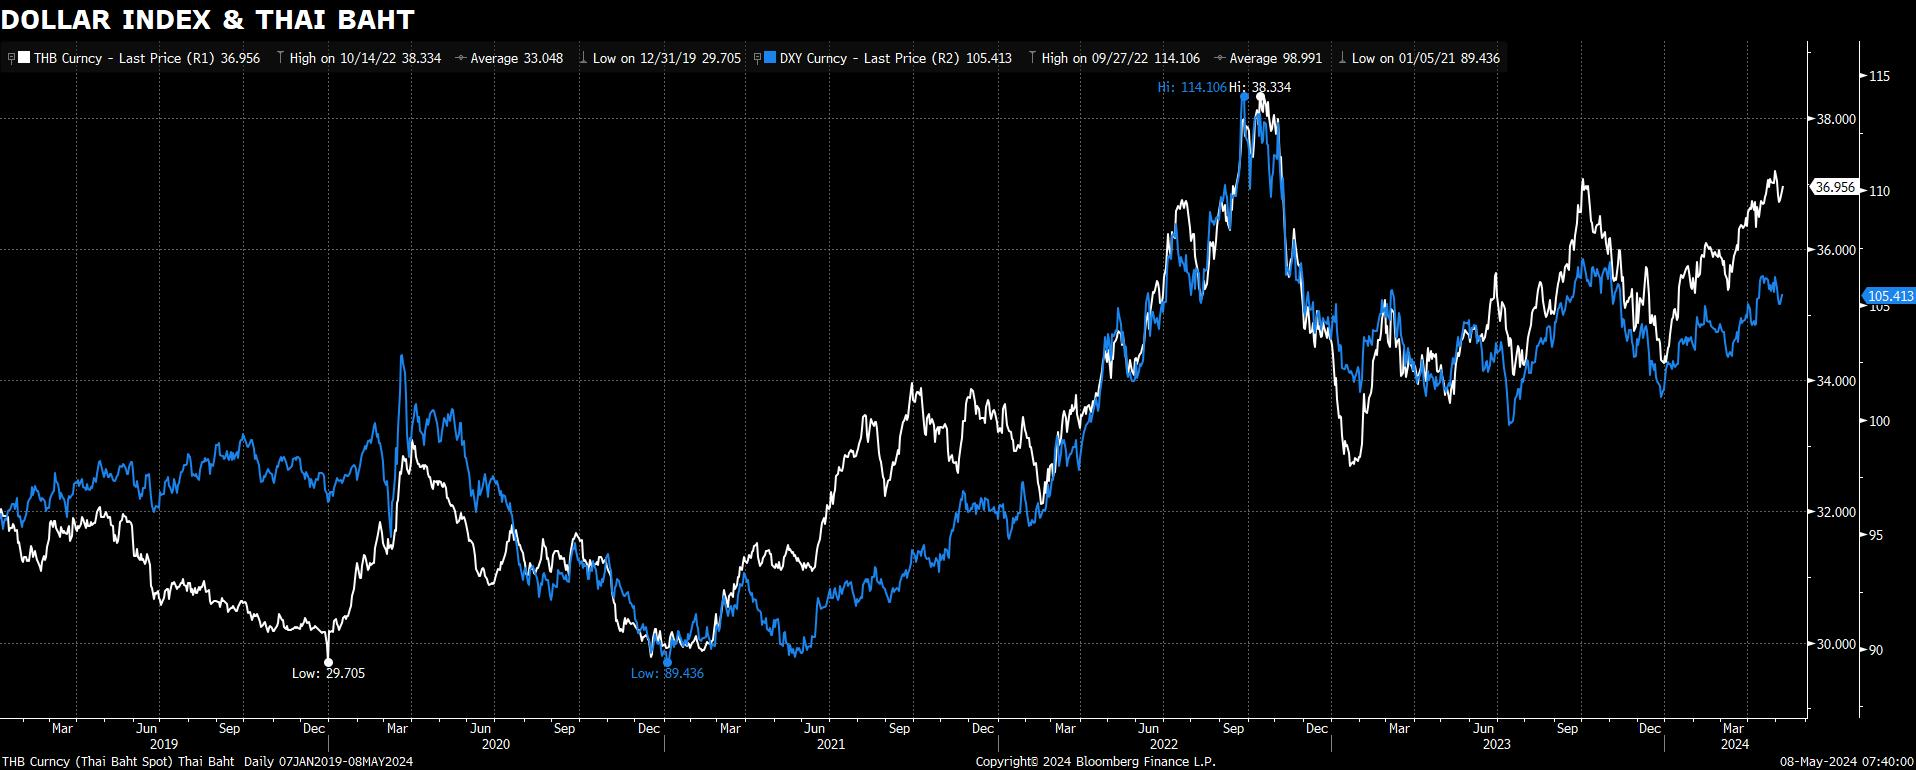 DOLLAR INDEX & THAI BAHT
THB Curncy - Last Price (R1) 36.956 High on 10/14/22 38.334 Average 33.048 Low on 12/31/19 29.705 DXY Curncy - Last Price (R2) 105.413 High on 09/27/22 114.106 Average 98.991 Low on 01/05/21 89.436
Hi: 114.106 Hi: 38.334
115
38.000
36.956
110
36.000
105.413
105
34.000
100
32.000
95
30.000
90
Low: 29.705 Low: 89.436
Mar Jun Sep Dec Mar Jun Sep Dec Mar Jun Sep Dec Mar Jun Sep Dec Mar Jun Sep Dec Mar
2019 2020 2021 2022 2023 2024
THB Curncy (Thai Baht Spot) Thai Baht Daily 07JAN2019-08MAY2024 Copyright© 2024 Bloomberg Finance L.P. 08-May-2024 07:40:00